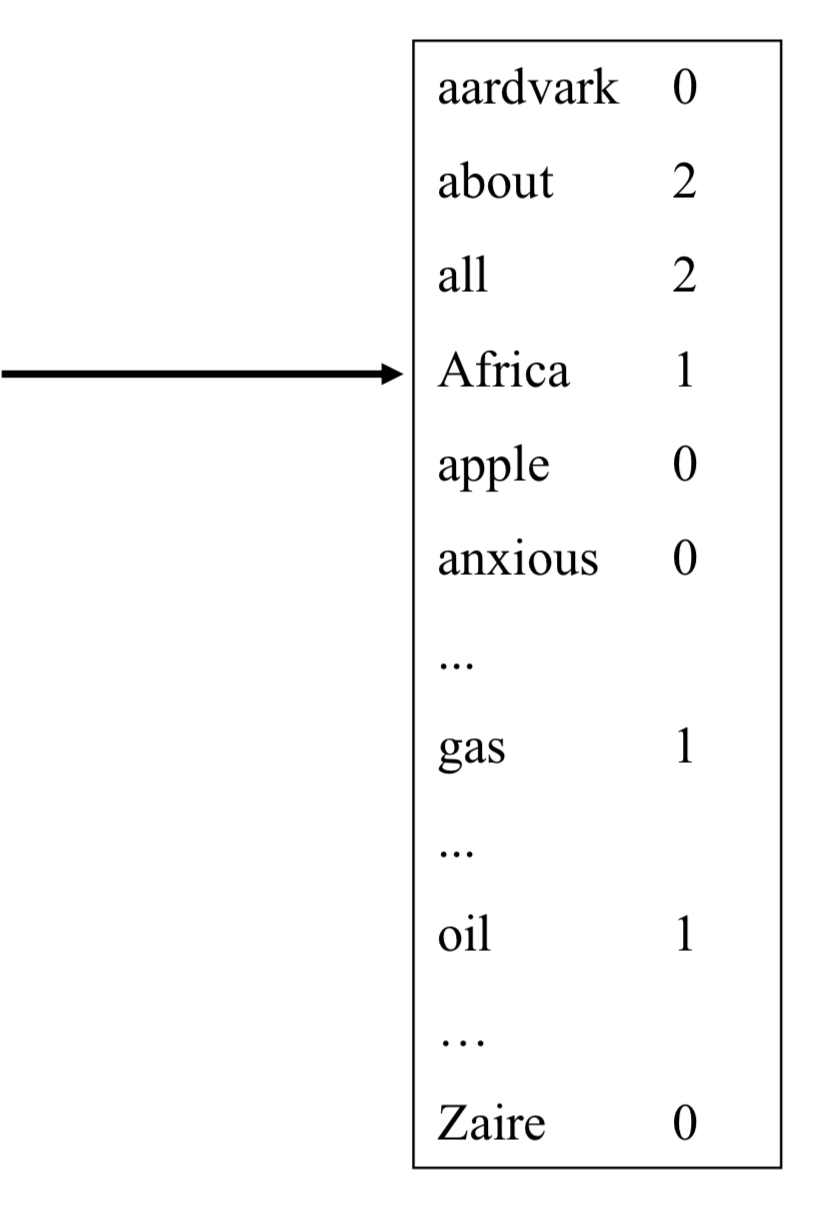 aardvark 0
about 2
all 2
Africa 1
apple 0
anxious 0
...
gas 1
...
oil 1
…
Zaire 0